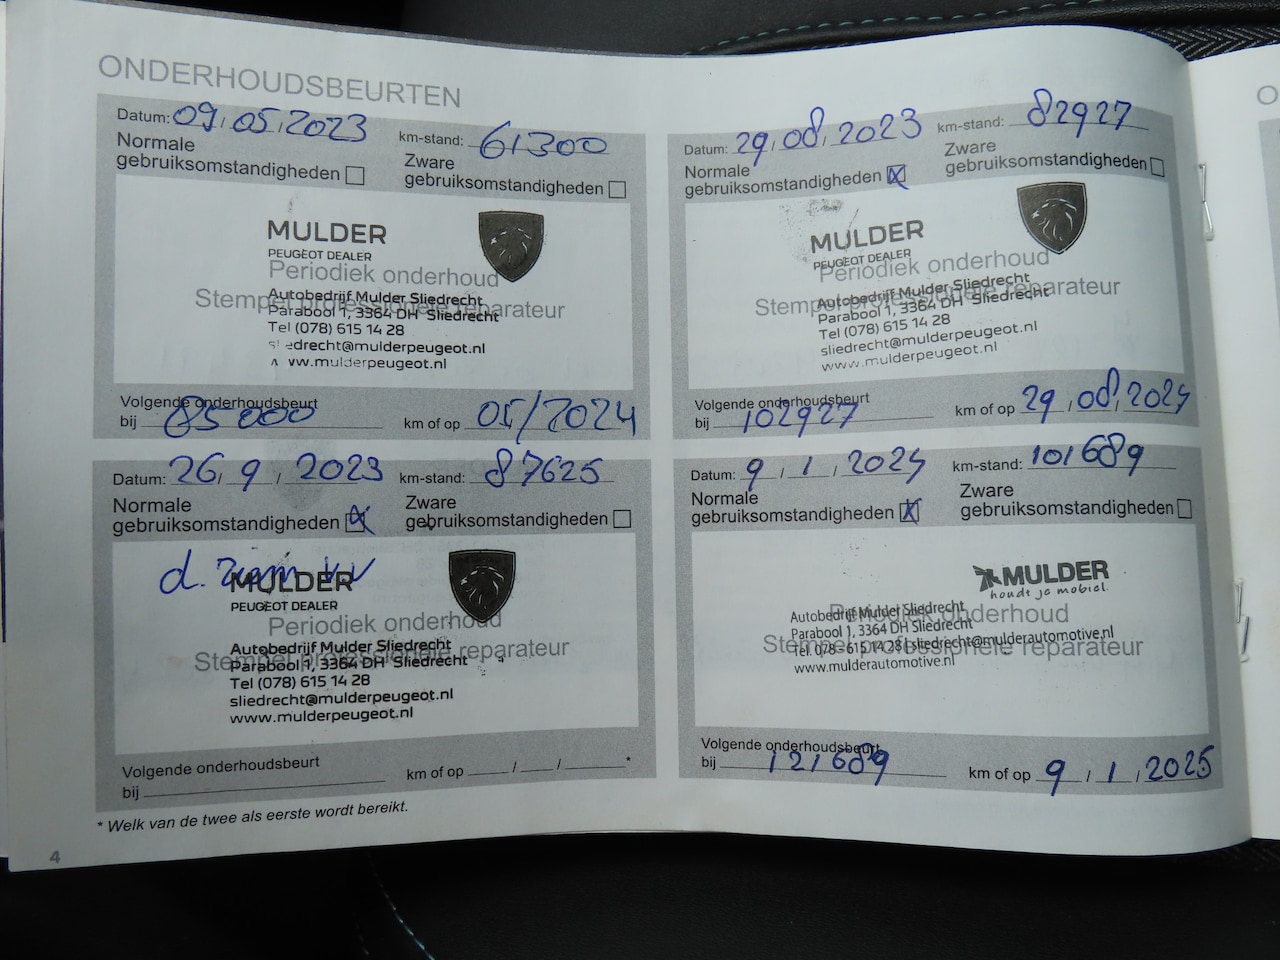 ONDERHOUDSBEURTEN
Datum: 09/05/2023 km-stand: 61300
Normale gebruiksomstandigheden
Zware gebruiksomstandigheden
MULDER
PEUGEOT DEALER
Periodiek onderhoud
Stempel professionele reparateur
Autobedrijf Mulder Sliedrecht
Parabool 1, 3364 DH Sliedrecht
Tel (078) 615 14 28
sliedrecht@mulderpeugeot.nl
www.mulderpeugeot.nl
Volgende onderhoudsbeurt
bij 85000 km of op 05/2024
Datum: 29/08/2023 km-stand: 82927
Normale gebruiksomstandigheden
Zware gebruiksomstandigheden
MULDER
PEUGEOT DEALER
Periodiek onderhoud
Stempel professionele reparateur
Autobedrijf Mulder Sliedrecht
Parabool 1, 3364 DH Sliedrecht
Tel (078) 615 14 28
sliedrecht@mulderpeugeot.nl
www.mulderpeugeot.nl
Volgende onderhoudsbeurt
bij 102927 km of op 29/08/2024
Datum: 26/9/2023 km-stand: 87625
Normale gebruiksomstandigheden
Zware gebruiksomstandigheden
d.
MULDER
PEUGEOT DEALER
Periodiek onderhoud
Stempel professionele reparateur
Autobedrijf Mulder Sliedrecht
Parabool 1, 3364 DH Sliedrecht
Tel (078) 615 14 28
sliedrecht@mulderpeugeot.nl
www.mulderpeugeot.nl
Volgende onderhoudsbeurt
bij km of op / / *
Datum: 9/1/2024 km-stand: 101689
Normale gebruiksomstandigheden
Zware gebruiksomstandigheden
MULDER
houdt je mobiel.
Periodiek onderhoud
Stempel professionele reparateur
Autobedrijf Mulder Sliedrecht
Parabool 1, 3364 DH Sliedrecht
Tel. 078 - 615 14 28 | sliedrecht@mulderautomotive.nl
www.mulderautomotive.nl
Volgende onderhoudsbeurt
bij 121689 km of op 9/1/2025
* Welk van de twee als eerste wordt bereikt.
4
O